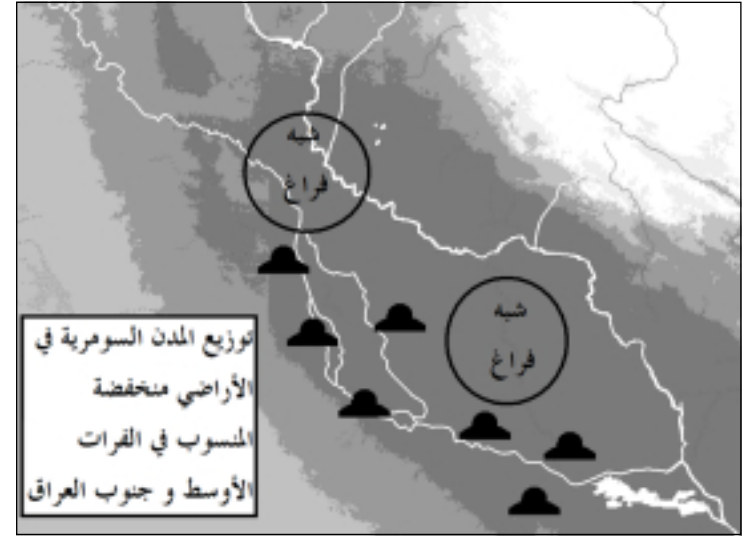 شبه
فراغ
شبه
فراغ
توزيع المدن السومرية في
الأراضي منخفضة
المنسوب في الفرات
الأوسط و جنوب العراق